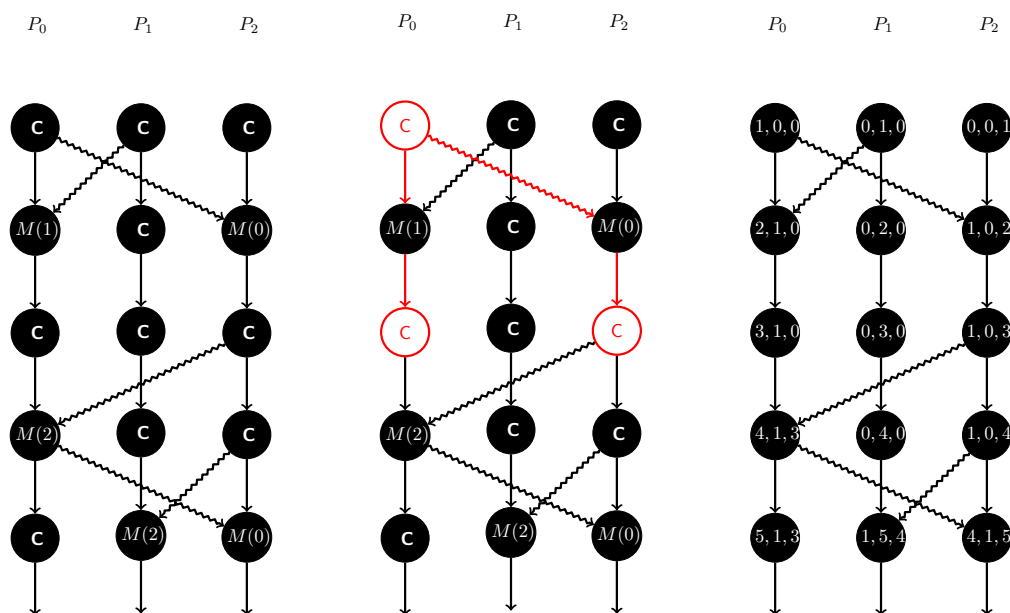 P0 P1 P2 P0 P1 P2 P0 P1 P2
C C C C C C 1, 0, 0 0, 1, 0 0, 0, 1
M(1) C M(0) M(1) C M(0) 2, 1, 0 0, 2, 0 1, 0, 2
C C C C C C 3, 1, 0 0, 3, 0 1, 0, 3
M(2) C C M(2) C C 4, 1, 3 0, 4, 0 1, 0, 4
C M(2) M(0) C M(2) M(0) 5, 1, 3 1, 5, 4 4, 1, 5